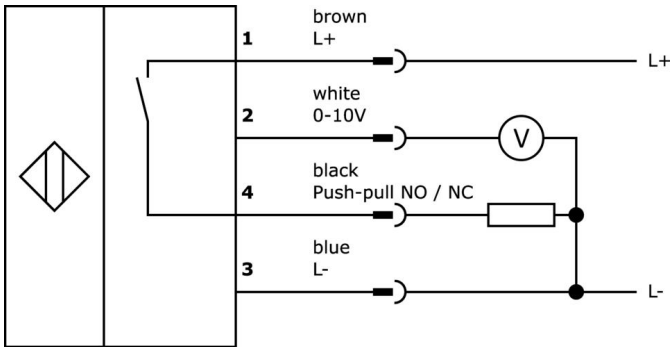 brown
1 L+
L+
white
2 0-10V
V
black
4 Push-pull NO / NC
blue
3 L-
L-